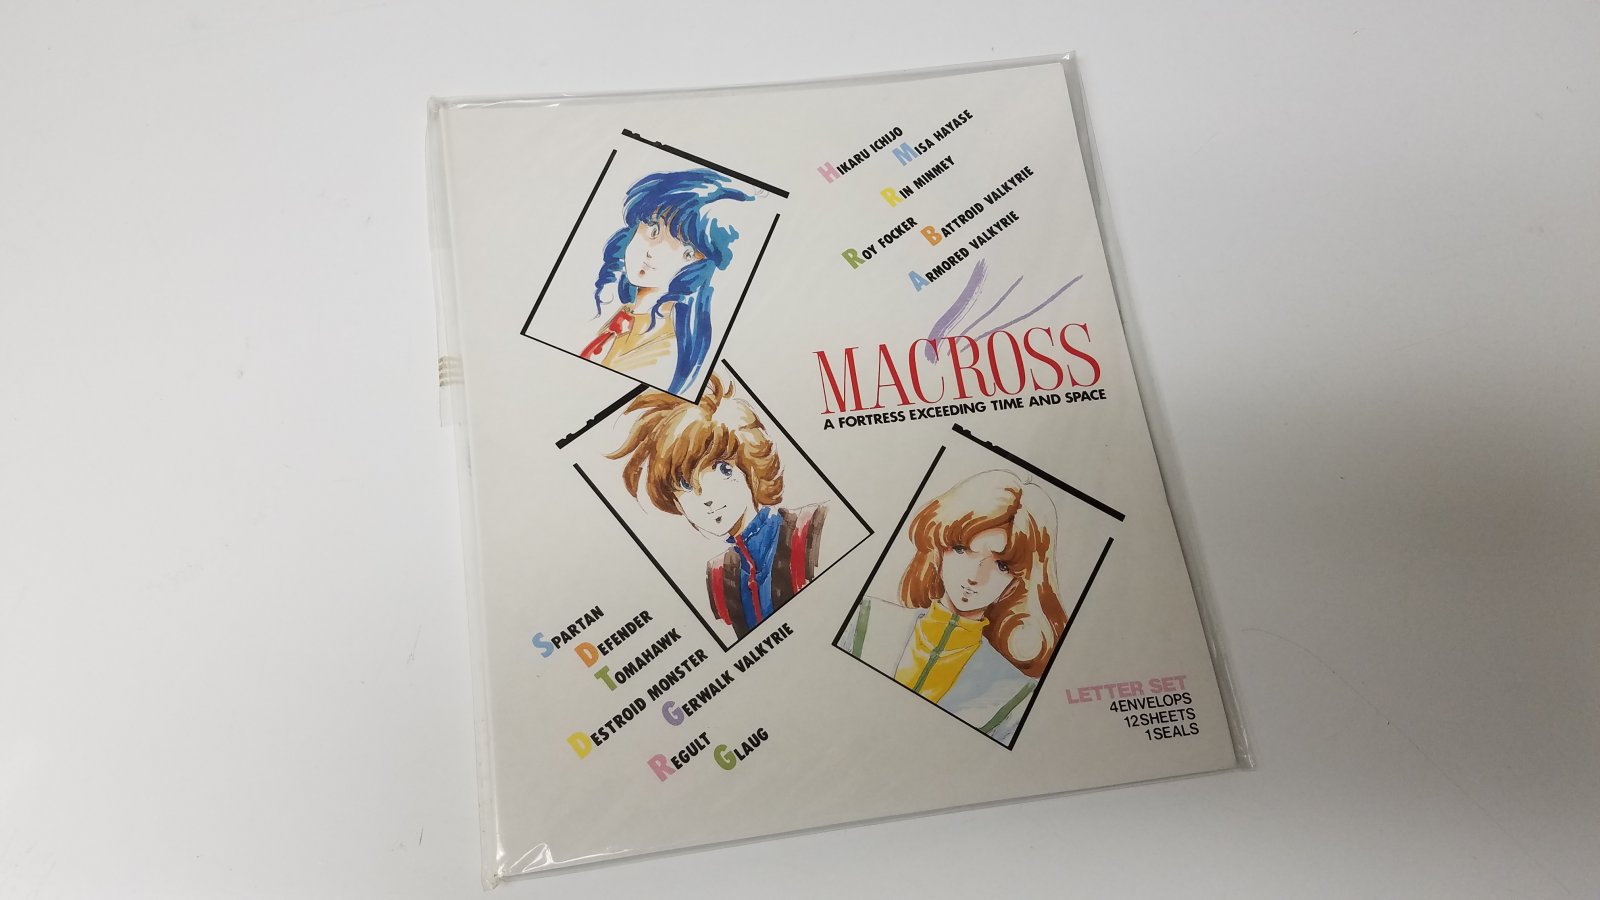 HIKARU ICHIJO
MISA HAYASE
RIN MINMEY
ROY FOCKER
BATTROID VALKYRIE
ARMORED VALKYRIE
MACROSS
A FORTRESS EXCEEDING TIME AND SPACE
SPARTAN
DEFENDER
TOMAHAWK
DESTROID MONSTER
GERWALK VALKYRIE
REGULT
GLAUG
LETTER SET
4ENVELOPS
12SHEETS
1SEALS